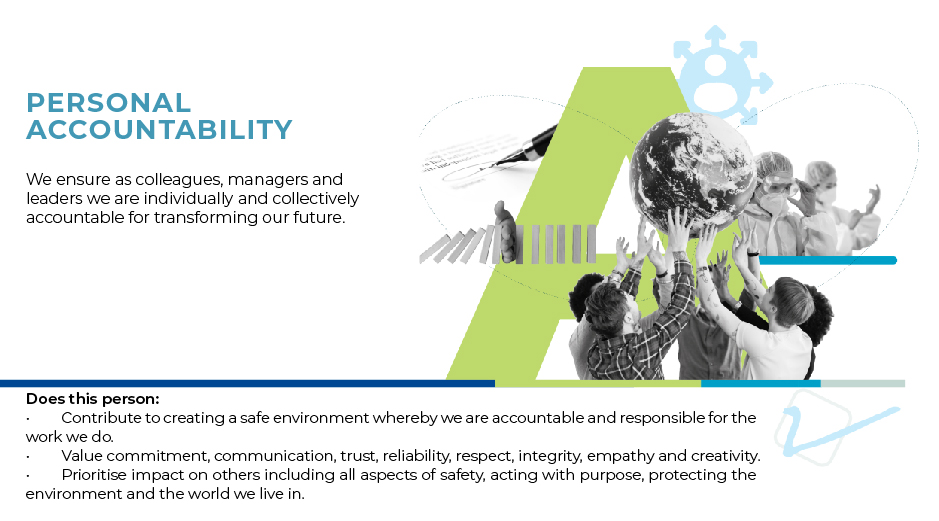 PERSONAL
ACCOUNTABILITY
We ensure as colleagues, managers and
leaders we are individually and collectively
accountable for transforming our future.
Does this person:
· Contribute to creating a safe environment whereby we are accountable and responsible for the
work we do.
· Value commitment, communication, trust, reliability, respect, integrity, empathy and creativity.
· Prioritise impact on others including all aspects of safety, acting with purpose, protecting the
environment and the world we live in.